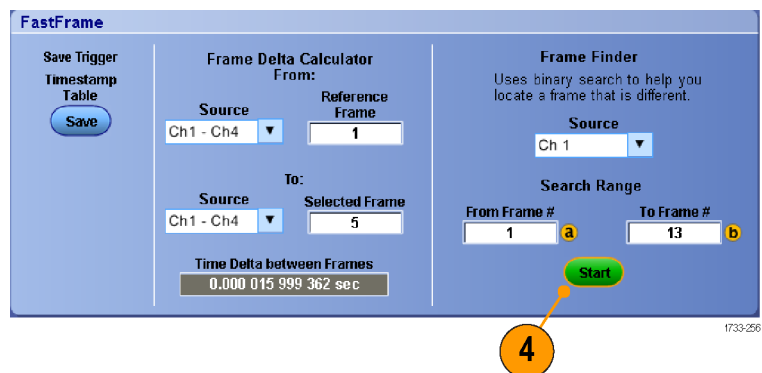 FastFrame
Save Trigger
Timestamp
Table
Save
Frame Delta Calculator
From:
Source
Ch1 - Ch4
Reference
Frame
1
To:
Source
Ch1 - Ch4
Selected Frame
5
Time Delta between Frames
0.000 015 999 362 sec
Frame Finder
Uses binary search to help you
locate a frame that is different.
Source
Ch 1
Search Range
From Frame #
1
a
To Frame #
13
b
Start
4
1733-256